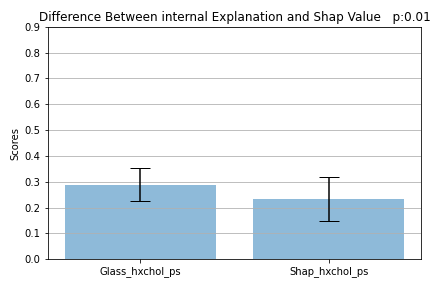 Difference Between internal Explanation and Shap Value   p:0.01
0.9
0.8
0.7
0.6
0.5
0.4
0.3
0.2
0.1
0.0
Scores
Glass_hxchol_ps
Shap_hxchol_ps